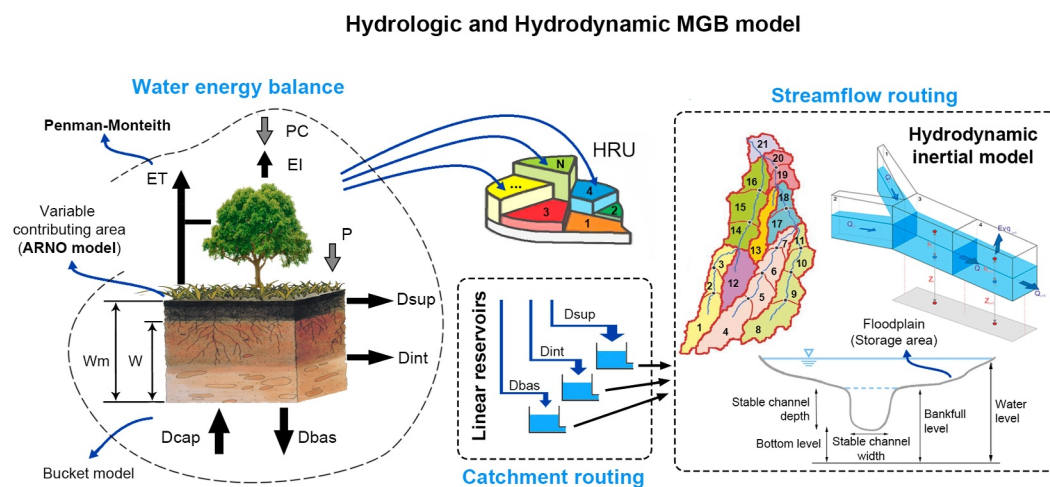 Hydrologic and Hydrodynamic MGB model
Water energy balance
Penman-Monteith
PC
EI
ET
Variable
contributing area
(ARNO model)
P
Wm
W
Dsup
Dint
Dcap
Dbas
Bucket model
HRU
N
...
4
3
2
1
Linear reservoirs
Dsup
Dint
Dbas
Catchment routing
Streamflow routing
Hydrodynamic
inertial model
21
20
19
16
18
15
17
14
13
11
7
3
10
6
12
2
5
9
1
4
8
1
2
3
4
Q
Q
Floodplain
(Storage area)
Stable channel
depth
Bankfull
level
Water
level
Bottom level
Stable channel
width